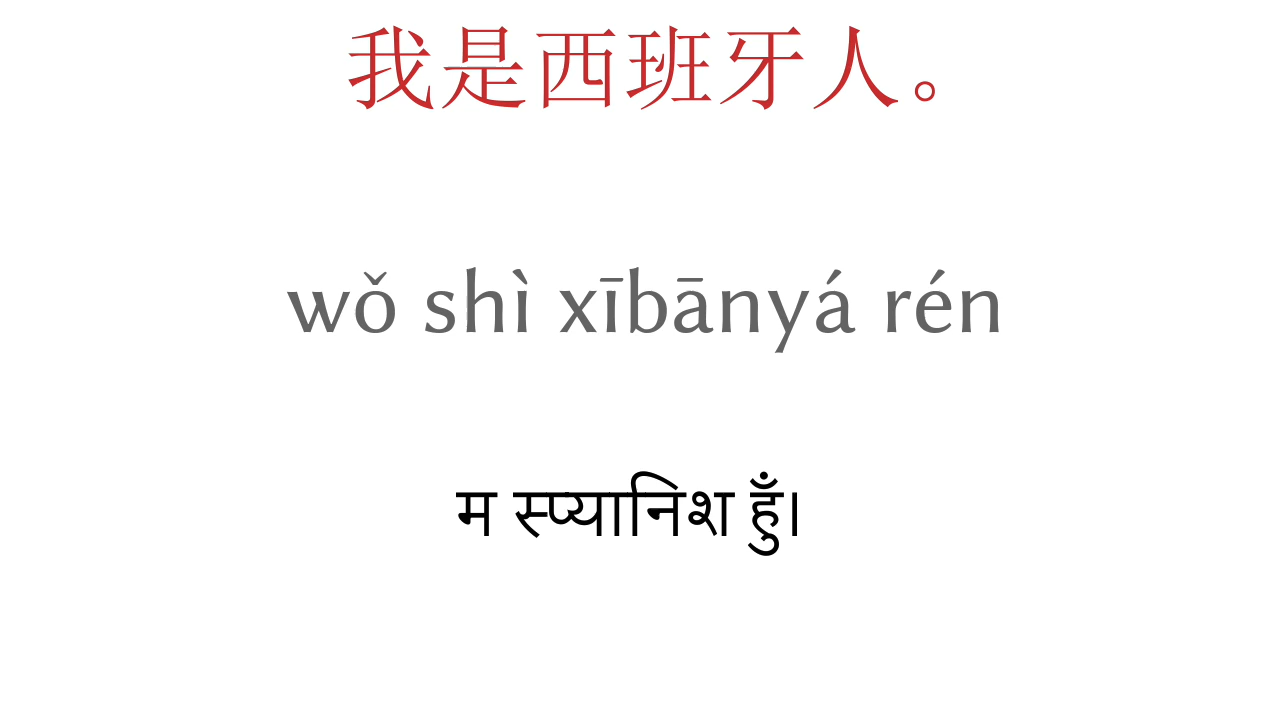 我是西班牙人。
wǒ shì xībānyá rén
म स्प्यानिश हुँ।